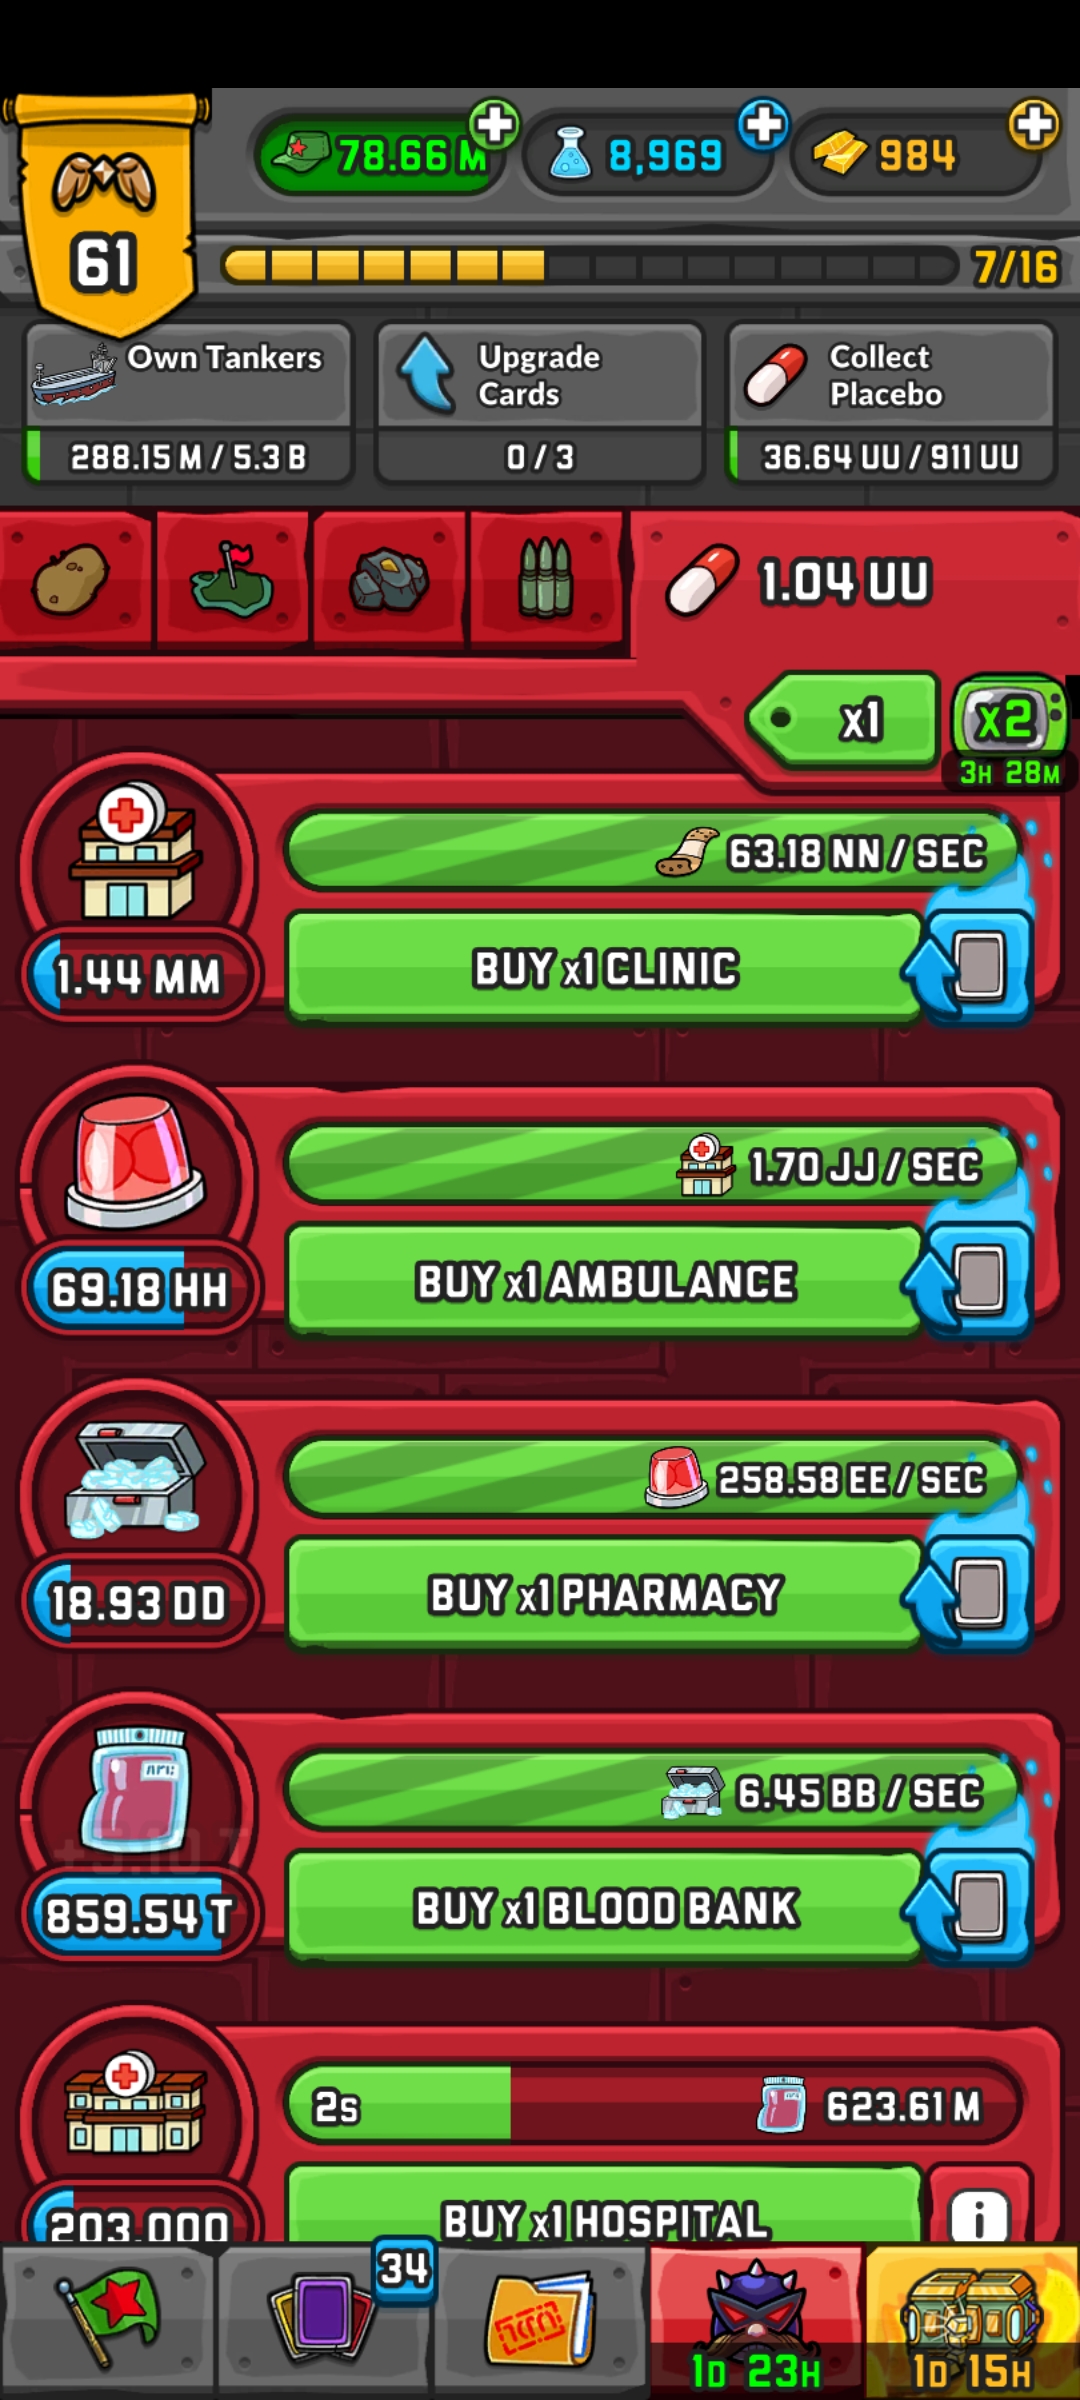 78.66 M
8,969
984
61
7/16
Own Tankers
288.15 M / 5.3 B
Upgrade
Cards
0 / 3
Collect
Placebo
36.64 UU / 911 UU
1.04 UU
x1
x2
3H 28M
63.18 NN / SEC
1.44 MM
BUY x1 CLINIC
1.70 JJ / SEC
69.18 HH
BUY x1 AMBULANCE
258.58 EE / SEC
18.93 DD
BUY x1 PHARMACY
6.45 BB / SEC
859.54 T
BUY x1 BLOOD BANK
2s
623.61 M
203,000
BUY x1 HOSPITAL
i
34
1D 23H
1D 15H